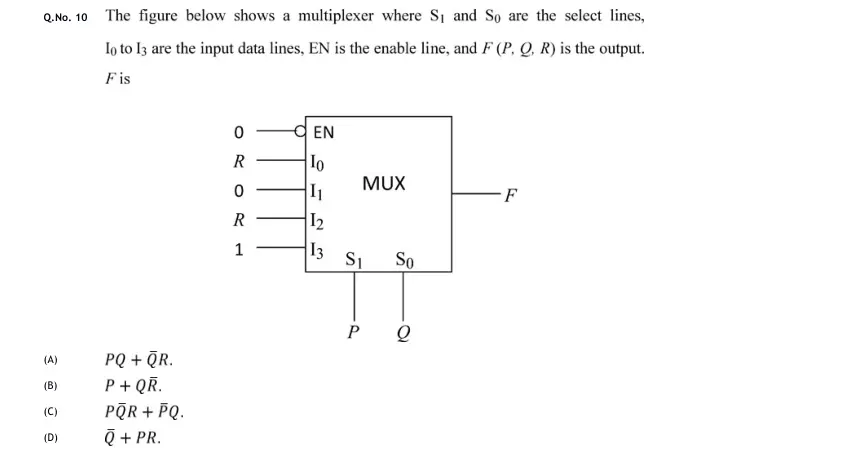 Q.No. 10 The figure below shows a multiplexer where S₁ and S₀ are the select lines,
I₀ to I₃ are the input data lines, EN is the enable line, and F (P, Q, R) is the output.
F is
0 EN
R I₀
0 I₁ MUX F
R I₂
1 I₃ S₁ S₀
P Q
(A) PQ + Q̄R.
(B) P + QR̄.
(C) PQ̄R + P̄Q.
(D) Q̄ + PR.